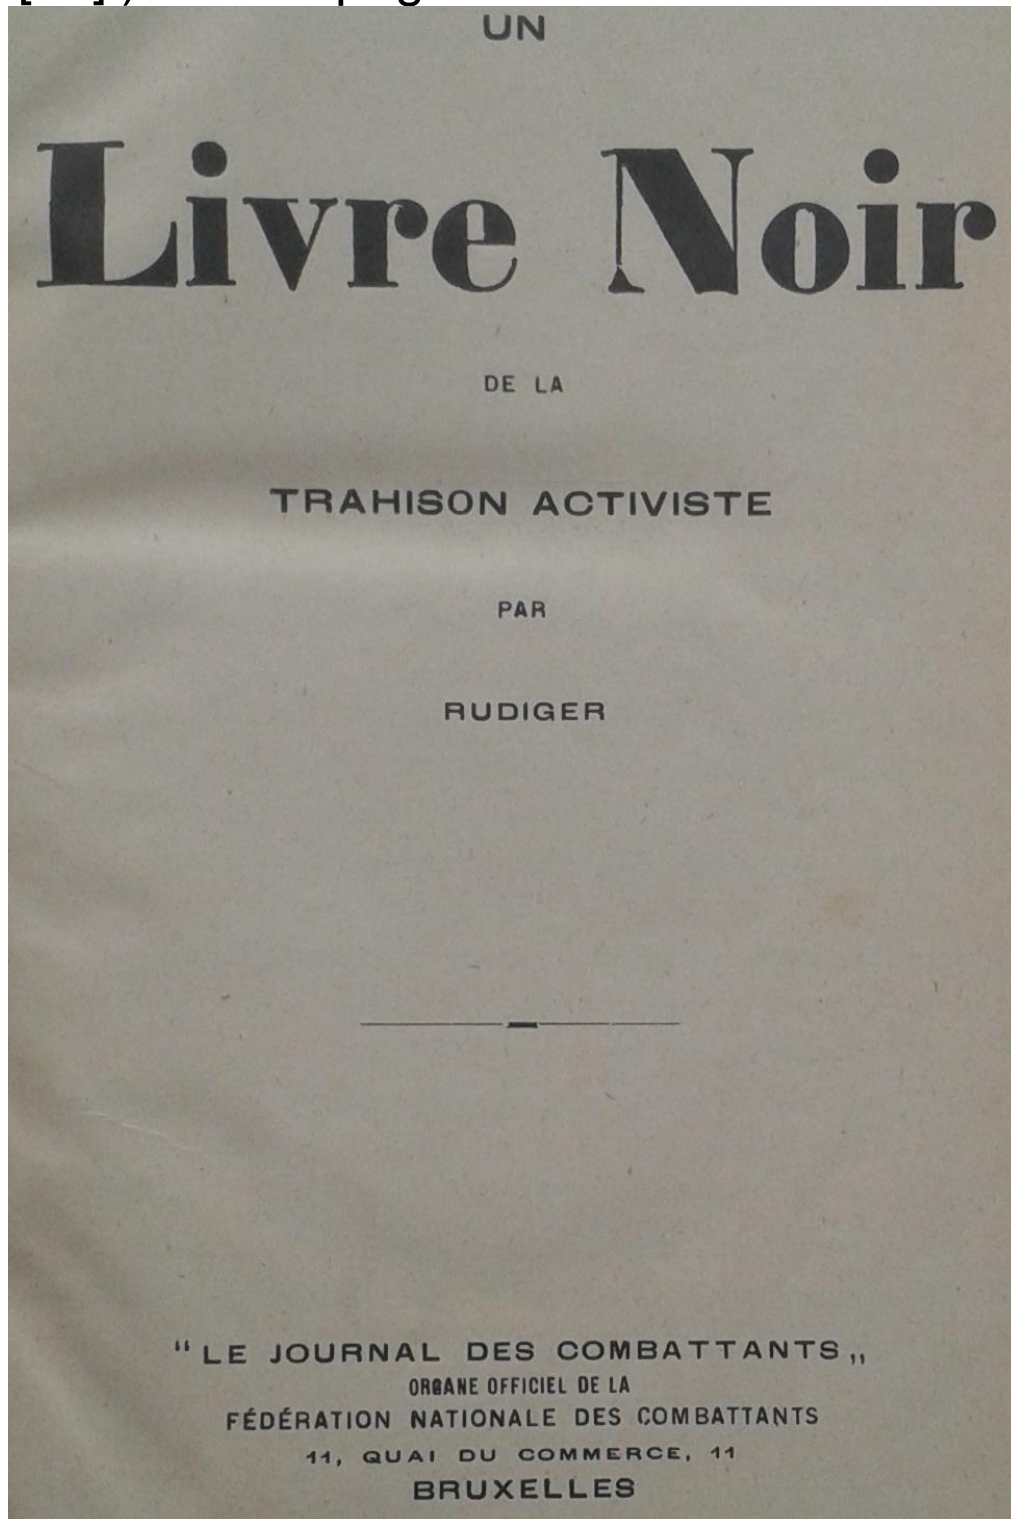 UN
Livre Noir
DE LA
TRAHISON ACTIVISTE
PAR
RUDIGER
“LE JOURNAL DES COMBATTANTS„
ORGANE OFFICIEL DE LA
FÉDÉRATION NATIONALE DES COMBATTANTS
11, QUAI DU COMMERCE, 11
BRUXELLES